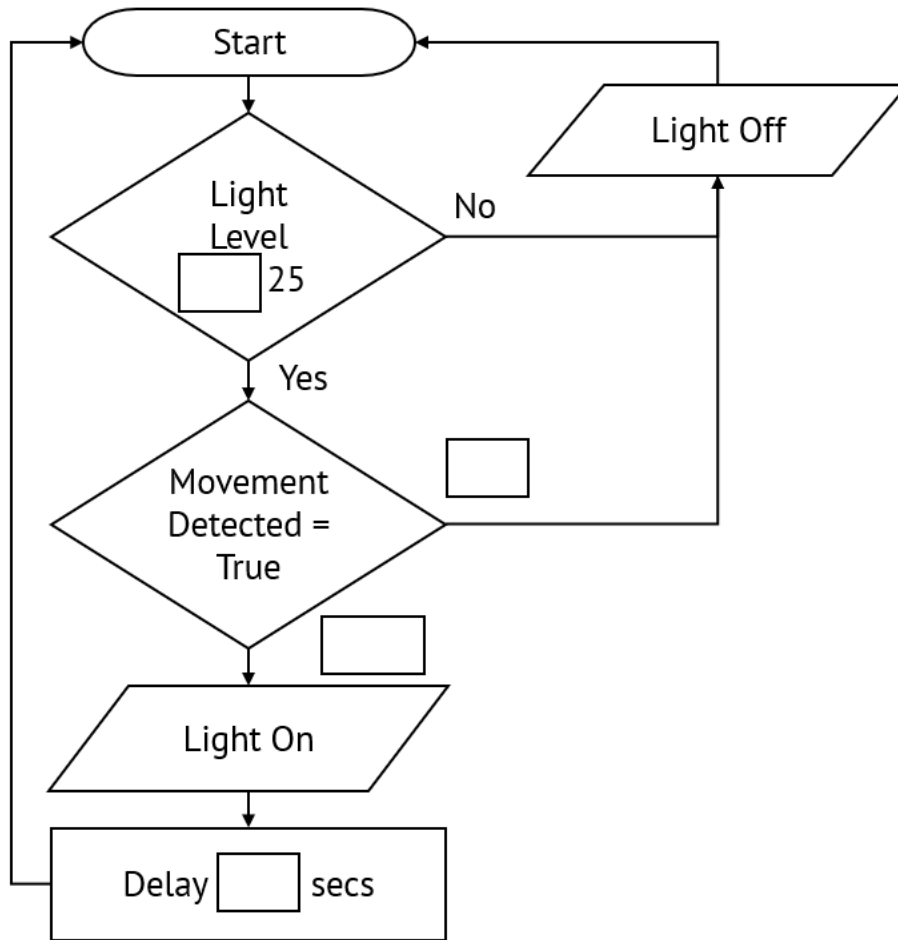 Start
Light Off
Light
Level
25
No
Yes
Movement
Detected =
True
Light On
Delay secs